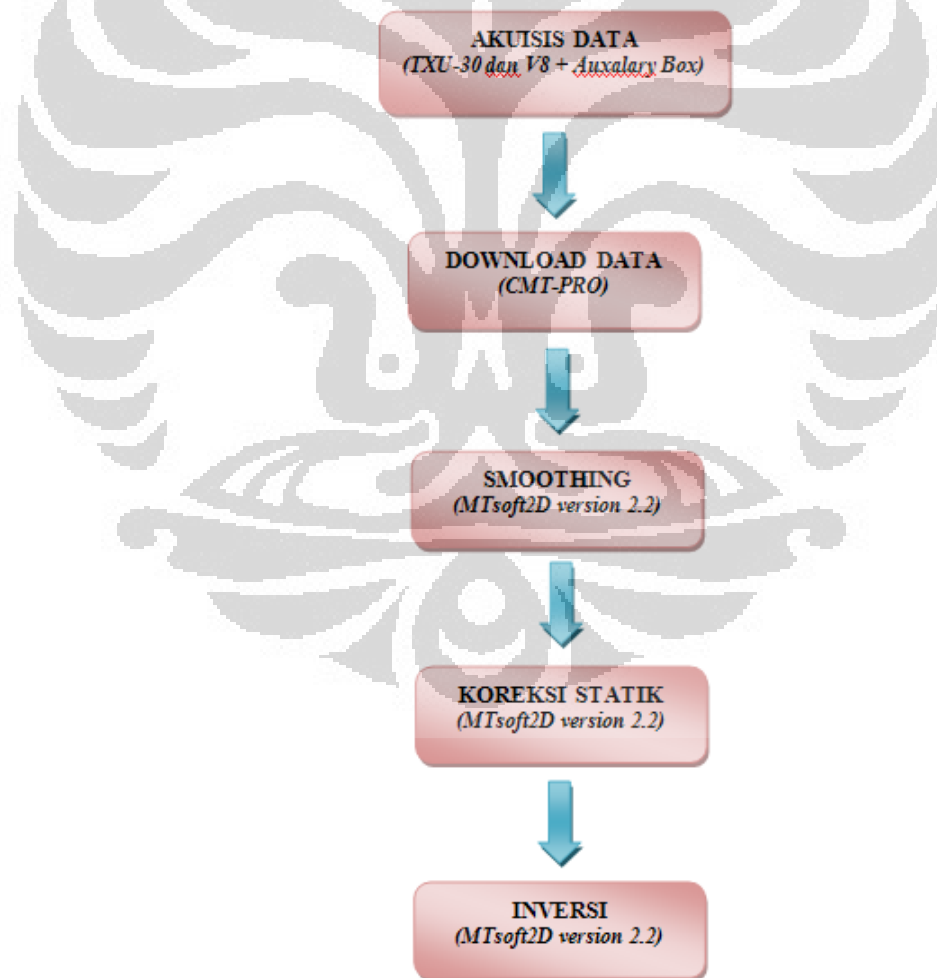 AKUISIS DATA
(TXU-30 dan V8 + Auxalary Box)
DOWNLOAD DATA
(CMT-PRO)
SMOOTHING
(MTsoft2D version 2.2)
KOREKSI STATIK
(MTsoft2D version 2.2)
INVERSI
(MTsoft2D version 2.2)